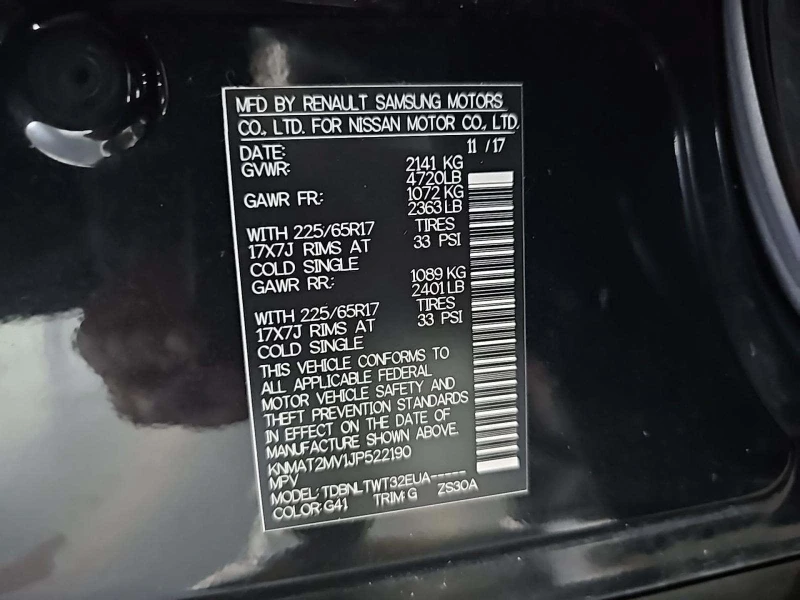 MFD BY RENAULT SAMSUNG MOTORS
CO., LTD. FOR NISSAN MOTOR CO., LTD.
DATE: 11 / 17
GVWR: 2141 KG
4720LB
GAWR FR: 1072 KG
2363 LB
WITH 225/65R17 TIRES
17X7J RIMS AT 33 PSI
COLD SINGLE
GAWR RR: 1089 KG
2401 LB
WITH 225/65R17 TIRES
17X7J RIMS AT 33 PSI
COLD SINGLE
THIS VEHICLE CONFORMS TO
ALL APPLICABLE FEDERAL
MOTOR VEHICLE SAFETY AND
THEFT PREVENTION STANDARDS
IN EFFECT ON THE DATE OF
MANUFACTURE SHOWN ABOVE.
KNMAT2MV1JP522190
MPV
MODEL: TDBNLTWT32EUA-----
COLOR: G41 TRIM: G ZS30A